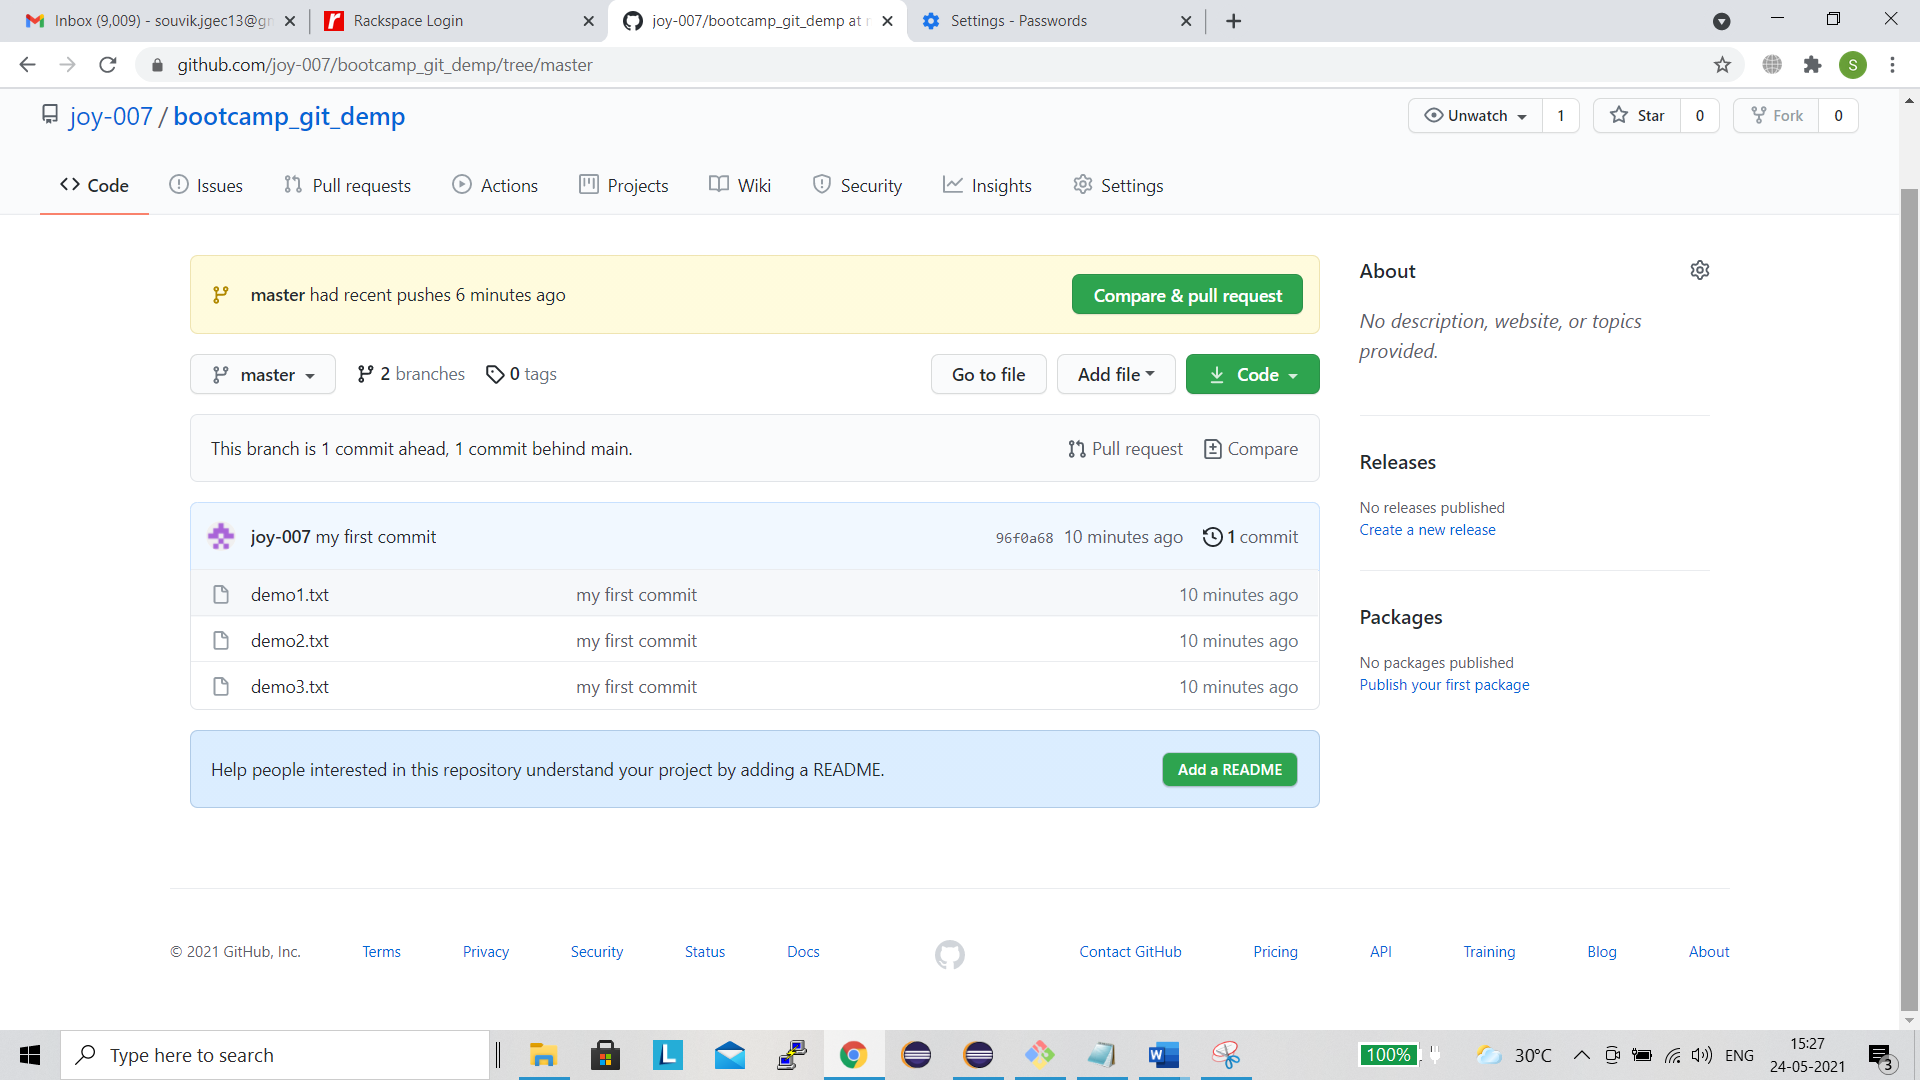 Inbox (9,009) - souvik.jgec13@gm
Rackspace Login
joy-007/bootcamp_git_demp at m
Settings - Passwords
github.com/joy-007/bootcamp_git_demp/tree/master
S
joy-007 / bootcamp_git_demp
Unwatch 1
Star 0
Fork 0
Code
Issues
Pull requests
Actions
Projects
Wiki
Security
Insights
Settings
master had recent pushes 6 minutes ago
Compare & pull request
master
2 branches
0 tags
Go to file
Add file
Code
This branch is 1 commit ahead, 1 commit behind main.
Pull request
Compare
joy-007 my first commit
96f0a68 10 minutes ago
1 commit
demo1.txt my first commit 10 minutes ago
demo2.txt my first commit 10 minutes ago
demo3.txt my first commit 10 minutes ago
Help people interested in this repository understand your project by adding a README.
Add a README
About
No description, website, or topics
provided.
Releases
No releases published
Create a new release
Packages
No packages published
Publish your first package
© 2021 GitHub, Inc.
Terms
Privacy
Security
Status
Docs
Contact GitHub
Pricing
API
Training
Blog
About
Type here to search
L
W
100%
30°C
ENG
15:27
24-05-2021
3